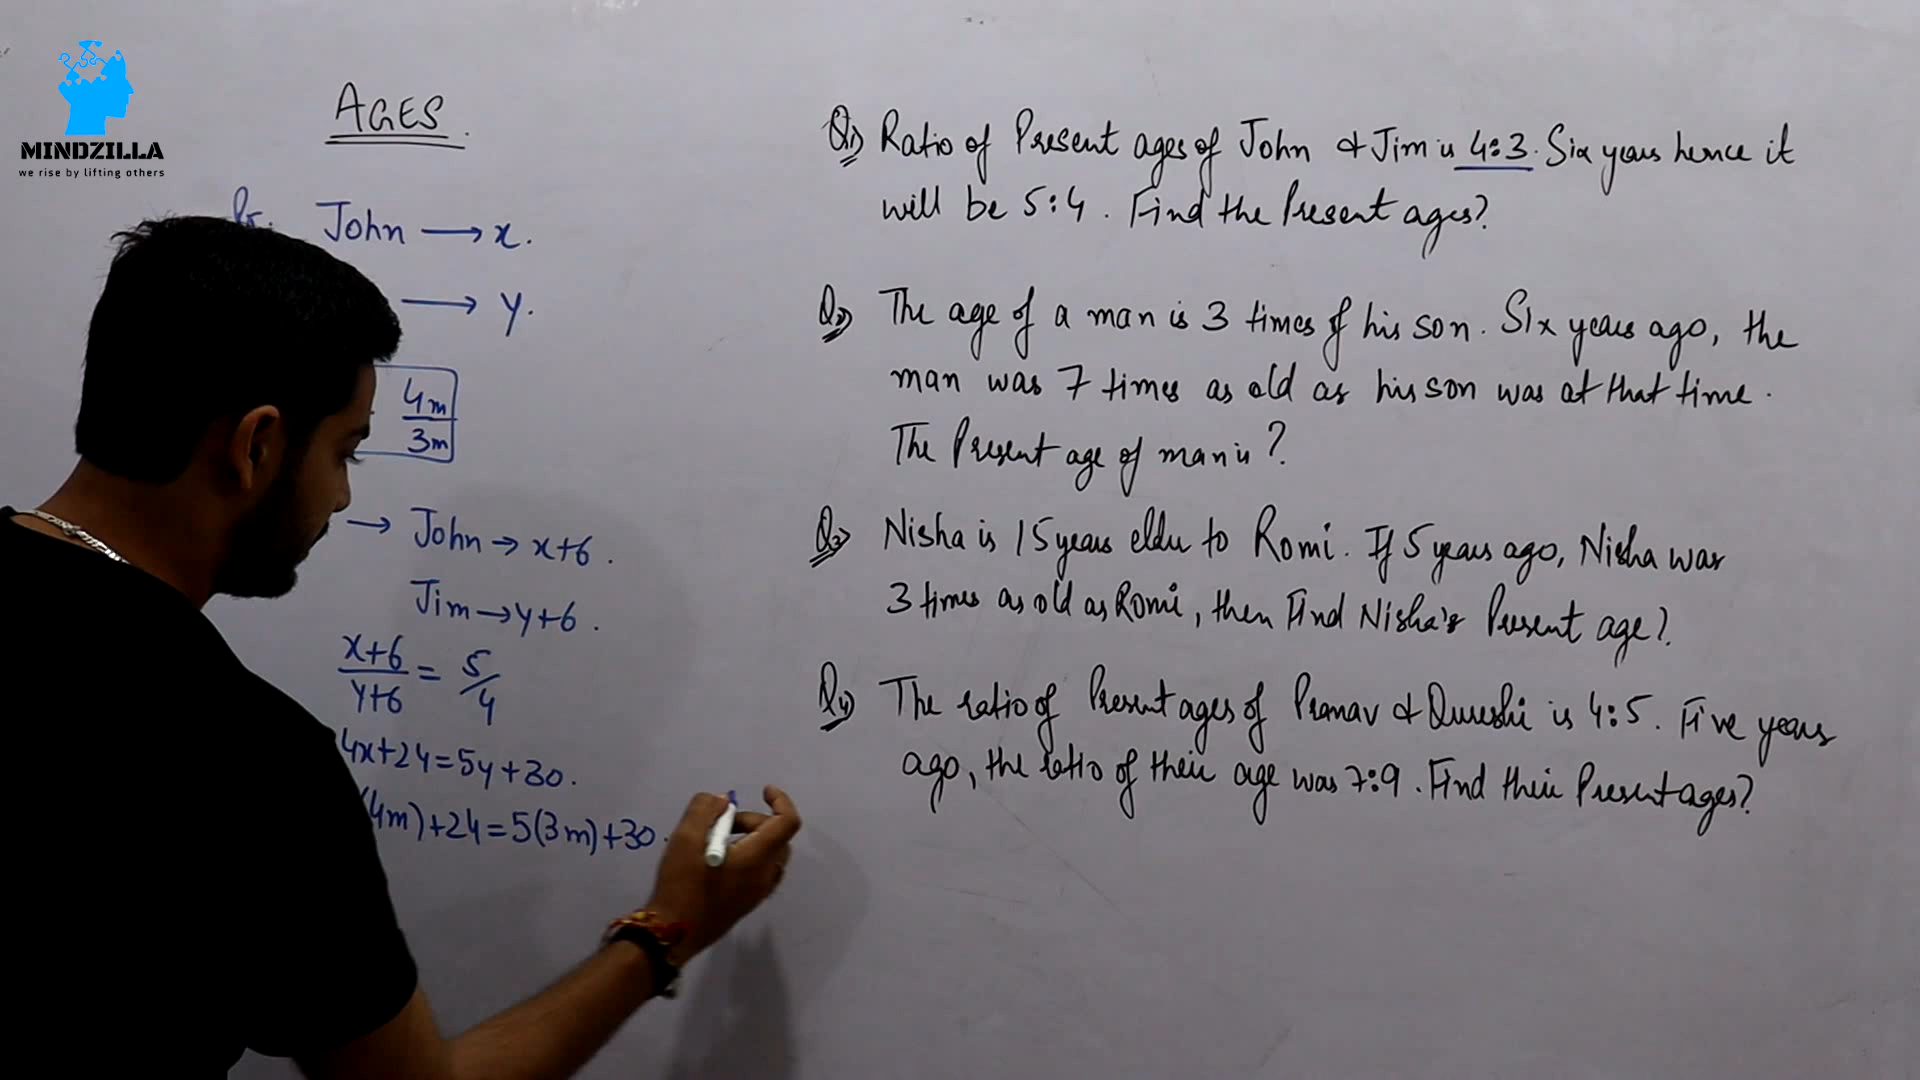 MINDZILLA
we rise by lifting others
AGES
John → x.
→ y.
4m
3m
→ John → x+6.
Jim → y+6.
x+6/y+6 = 5/4
4x+24=5y+30.
(4m)+24=5(3m)+30.
Q1) Ratio of Present ages of John & Jim is 4:3. Six years hence it
will be 5:4. Find the Present ages?
Q2) The age of a man is 3 times of his son. Six years ago, the
man was 7 times as old as his son was at that time.
The Present age of man is?
Q3) Nisha is 15 years elder to Romi. If 5 years ago, Nisha was
3 times as old as Romi, then Find Nisha's Present age?
Q4) The ratio of Present ages of Pranav & Qureshi is 4:5. Five years
ago, the ratio of their age was 7:9. Find their Present ages?